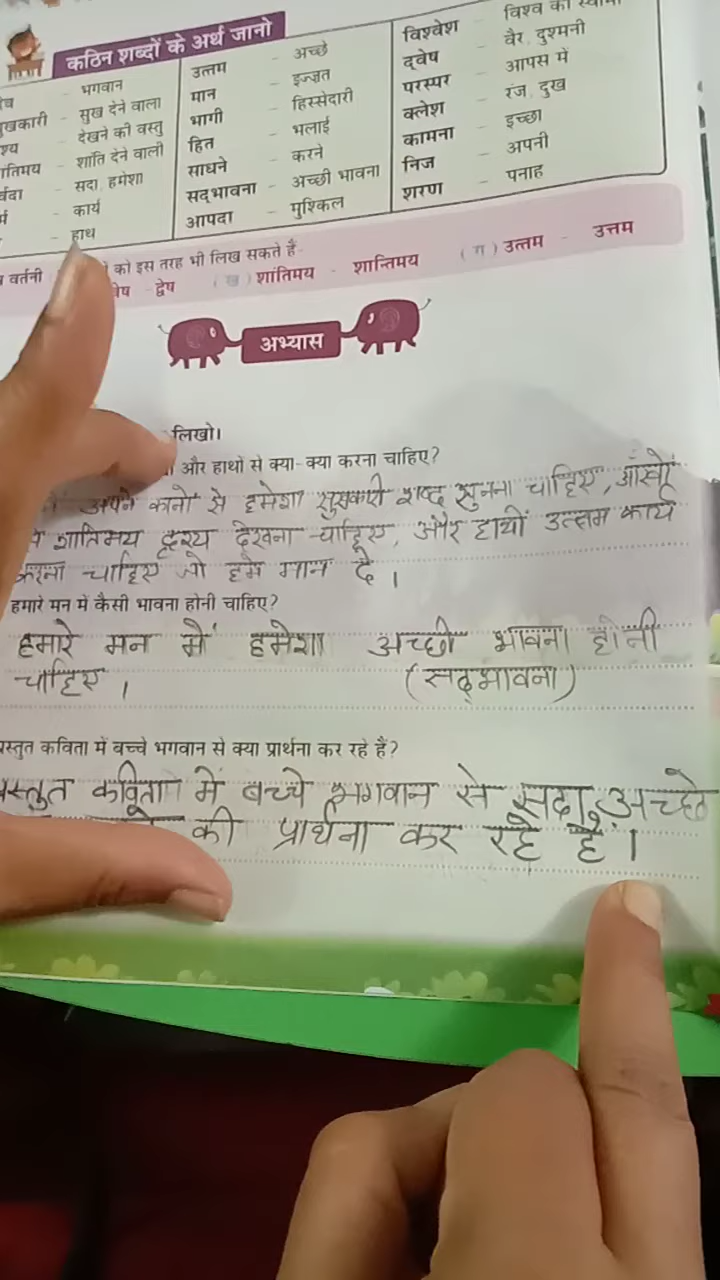 कठिन शब्दों के अर्थ जानो
भगवान
सुख देने वाला
देखने की वस्तु
शांति देने वाली
सदा, हमेशा
कार्य
हाथ
उत्तम - अच्छे
मान - इज्ज़त
भागी - हिस्सेदारी
हित - भलाई
साधने - करने
सद्भावना - अच्छी भावना
आपदा - मुश्किल
विश्वेश
द्वेष - वैर, दुश्मनी
परस्पर - आपस में
क्लेश - रंज, दुख
कामना - इच्छा
निज - अपनी
शरण - पनाह
वर्तनी को इस तरह भी लिख सकते हैं-
द्वेष (ख) शांतिमय - शान्तिमय (ग) उत्तम - उत्तम
अभ्यास
लिखो।
और हाथों से क्या-क्या करना चाहिए?
अपने कानों से हमेशा सुखकारी शब्द सुनना चाहिए, आँखों
शांतिमय दृश्य देखना चाहिए, और हाथों उत्तम कार्य
करना चाहिए जो हमे मान दे।
हमारे मन में कैसी भावना होनी चाहिए?
हमारे मन में हमेशा अच्छी भावना होनी
चाहिए। (सद्भावना)
प्रस्तुत कविता में बच्चे भगवान से क्या प्रार्थना कर रहे हैं?
प्रस्तुत कविता में बच्चे भगवान से सदा अच्छे
की प्रार्थना कर रहे हैं।